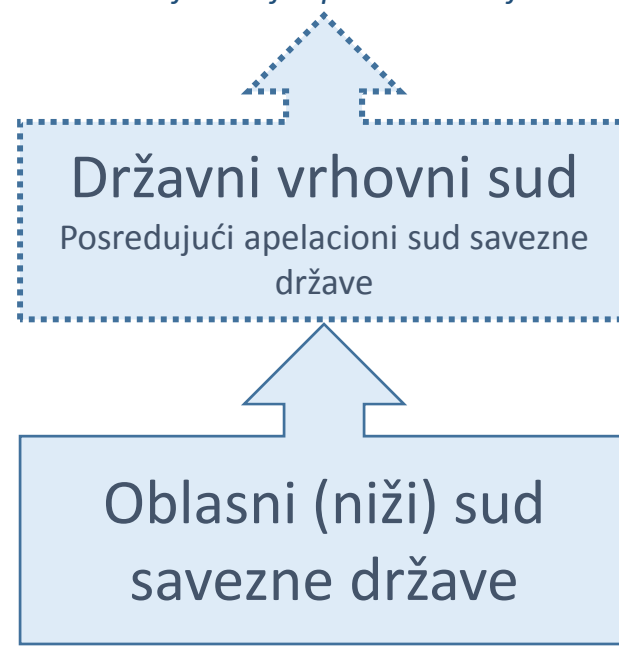 Državni vrhovni sud
Posredujući apelacioni sud savezne
države
Oblasni (niži) sud
savezne države